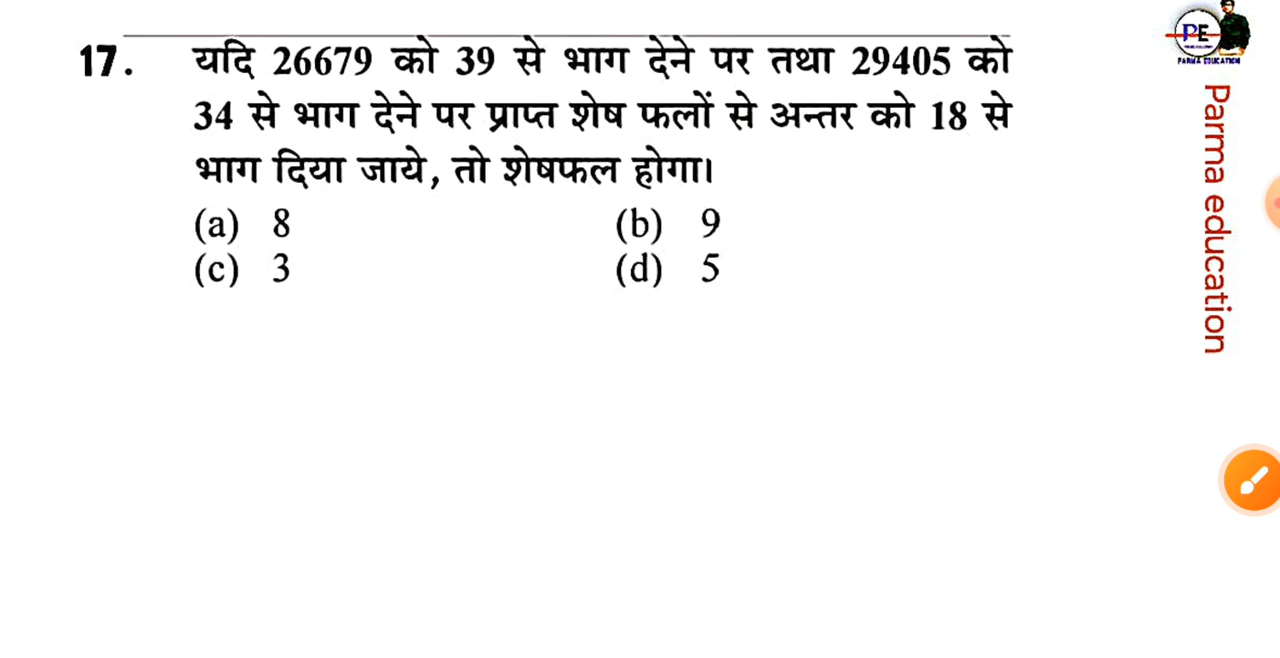 17. यदि 26679 को 39 से भाग देने पर तथा 29405 को
34 से भाग देने पर प्राप्त शेष फलों से अन्तर को 18 से
भाग दिया जाये, तो शेषफल होगा।
(a) 8 (b) 9
(c) 3 (d) 5
PE
PARMA EDUCATION
Parma education